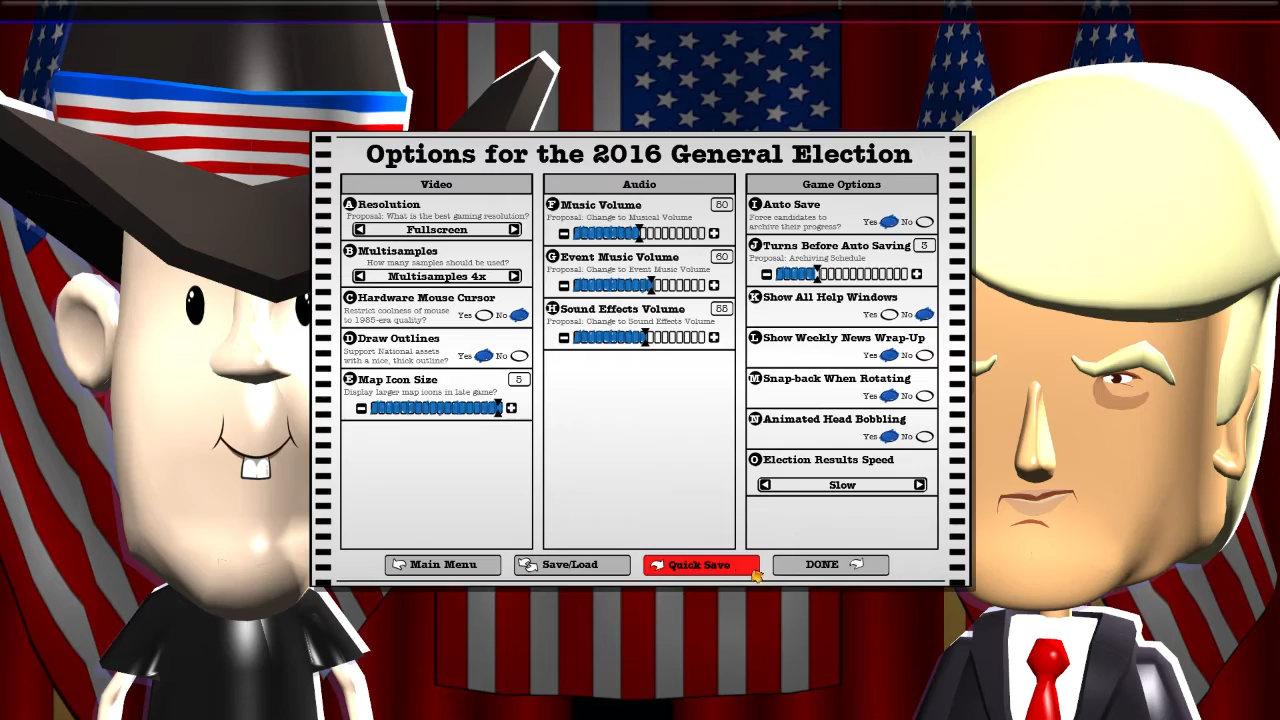 Options for the 2016 General Election
Video
A Resolution
Proposal: What is the best gaming resolution?
Fullscreen
B Multisamples
How many samples should be used?
Multisamples 4x
C Hardware Mouse Cursor
Restrict coolness of mouse
to 1985-era quality?
Yes No
D Draw Outlines
Support National assets
with a nice, thick outline?
Yes No
E Map Icon Size 5
Display larger map icons in late game?
Audio
F Music Volume 50
Proposal: Change to Musical Volume
G Event Music Volume 60
Proposal: Change to Event Music Volume
H Sound Effects Volume 55
Proposal: Change to Sound Effects Volume
Game Options
I Auto Save
Force candidates to
archive their progress?
Yes No
J Turns Before Auto Saving 3
Proposal: Archiving Schedule
K Show All Help Windows
Yes No
L Show Weekly News Wrap-Up
Yes No
M Snap-back When Rotating
Yes No
N Animated Head Bobbling
Yes No
O Election Results Speed
Slow
Main Menu
Save/Load
Quick Save
DONE